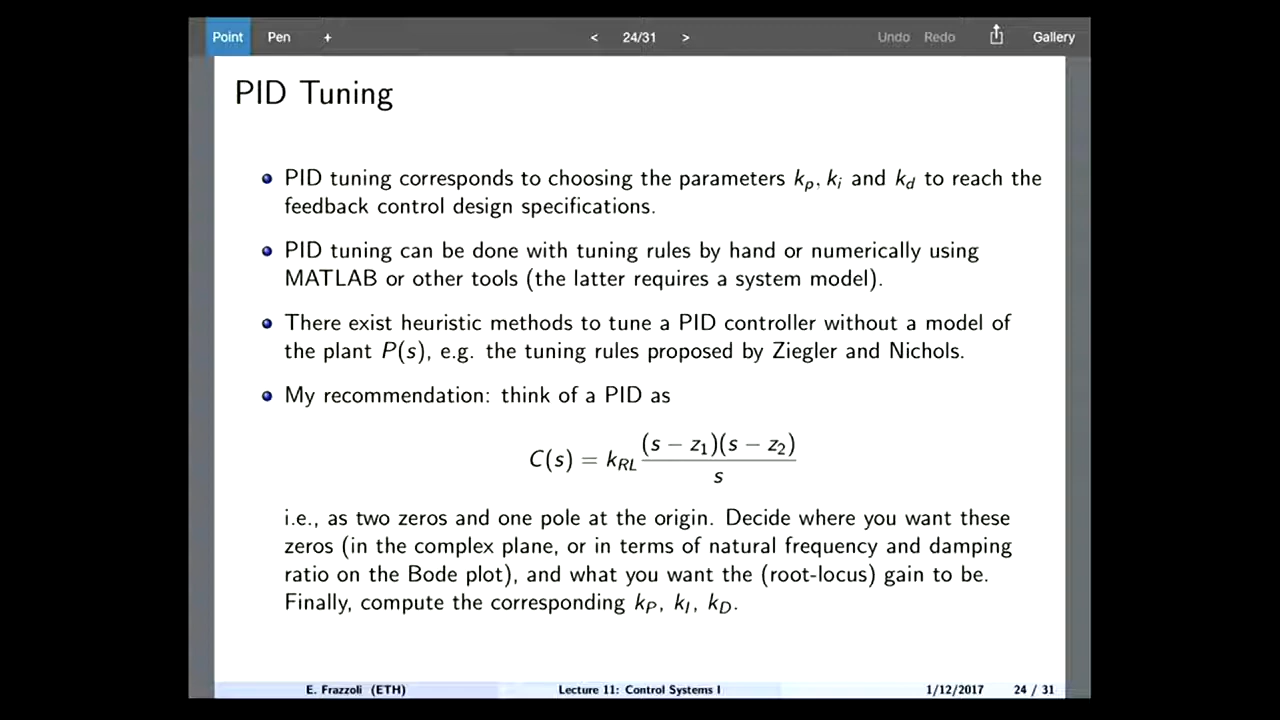 Point Pen + < 24/31 > Undo Redo Gallery
PID Tuning
PID tuning corresponds to choosing the parameters kp, ki and kd to reach the
feedback control design specifications.
PID tuning can be done with tuning rules by hand or numerically using
MATLAB or other tools (the latter requires a system model).
There exist heuristic methods to tune a PID controller without a model of
the plant P(s), e.g. the tuning rules proposed by Ziegler and Nichols.
My recommendation: think of a PID as
C(s) = kRL (s − z1)(s − z2)
s
i.e., as two zeros and one pole at the origin. Decide where you want these
zeros (in the complex plane, or in terms of natural frequency and damping
ratio on the Bode plot), and what you want the (root-locus) gain to be.
Finally, compute the corresponding kP, kI, kD.
E. Frazzoli (ETH) Lecture 11: Control Systems I 1/12/2017 24 / 31